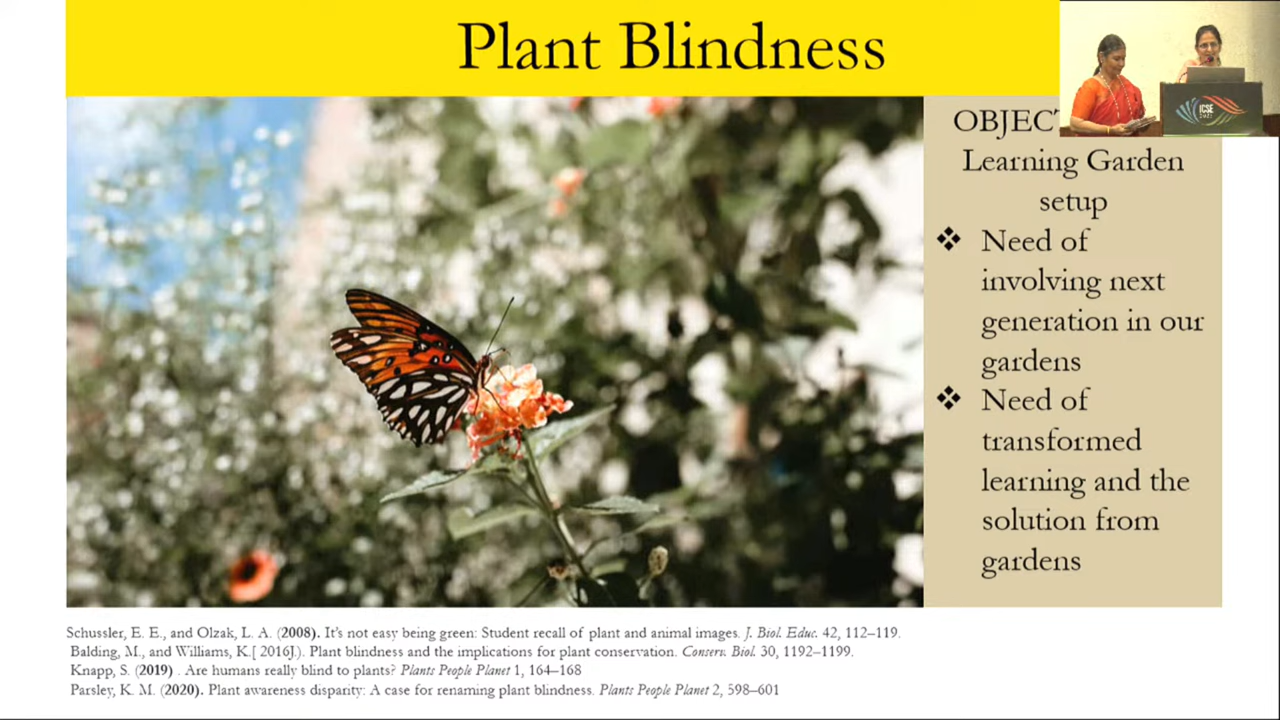 Plant Blindness
ICSE
Learning Garden
setup
❖ Need of
involving next
generation in our
gardens
❖ Need of
transformed
learning and the
solution from
gardens
Schussler, E. E., and Olzak, L. A. (2008). It's not easy being green: Student recall of plant and animal images. J. Biol. Educ. 42, 112–119.
Balding, M., and Williams, K.[ 2016J.). Plant blindness and the implications for plant conservation. Conserv. Biol. 30, 1192–1199.
Knapp, S. (2019) . Are humans really blind to plants? Plants People Planet 1, 164–168
Parsley, K. M. (2020). Plant awareness disparity: A case for renaming plant blindness. Plants People Planet 2, 598–601